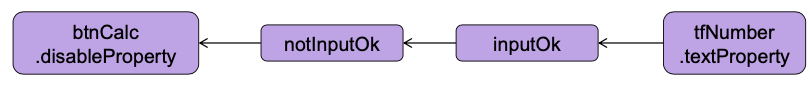 btnCalc
.disableProperty
notInputOk
inputOk
tfNumber
.textProperty